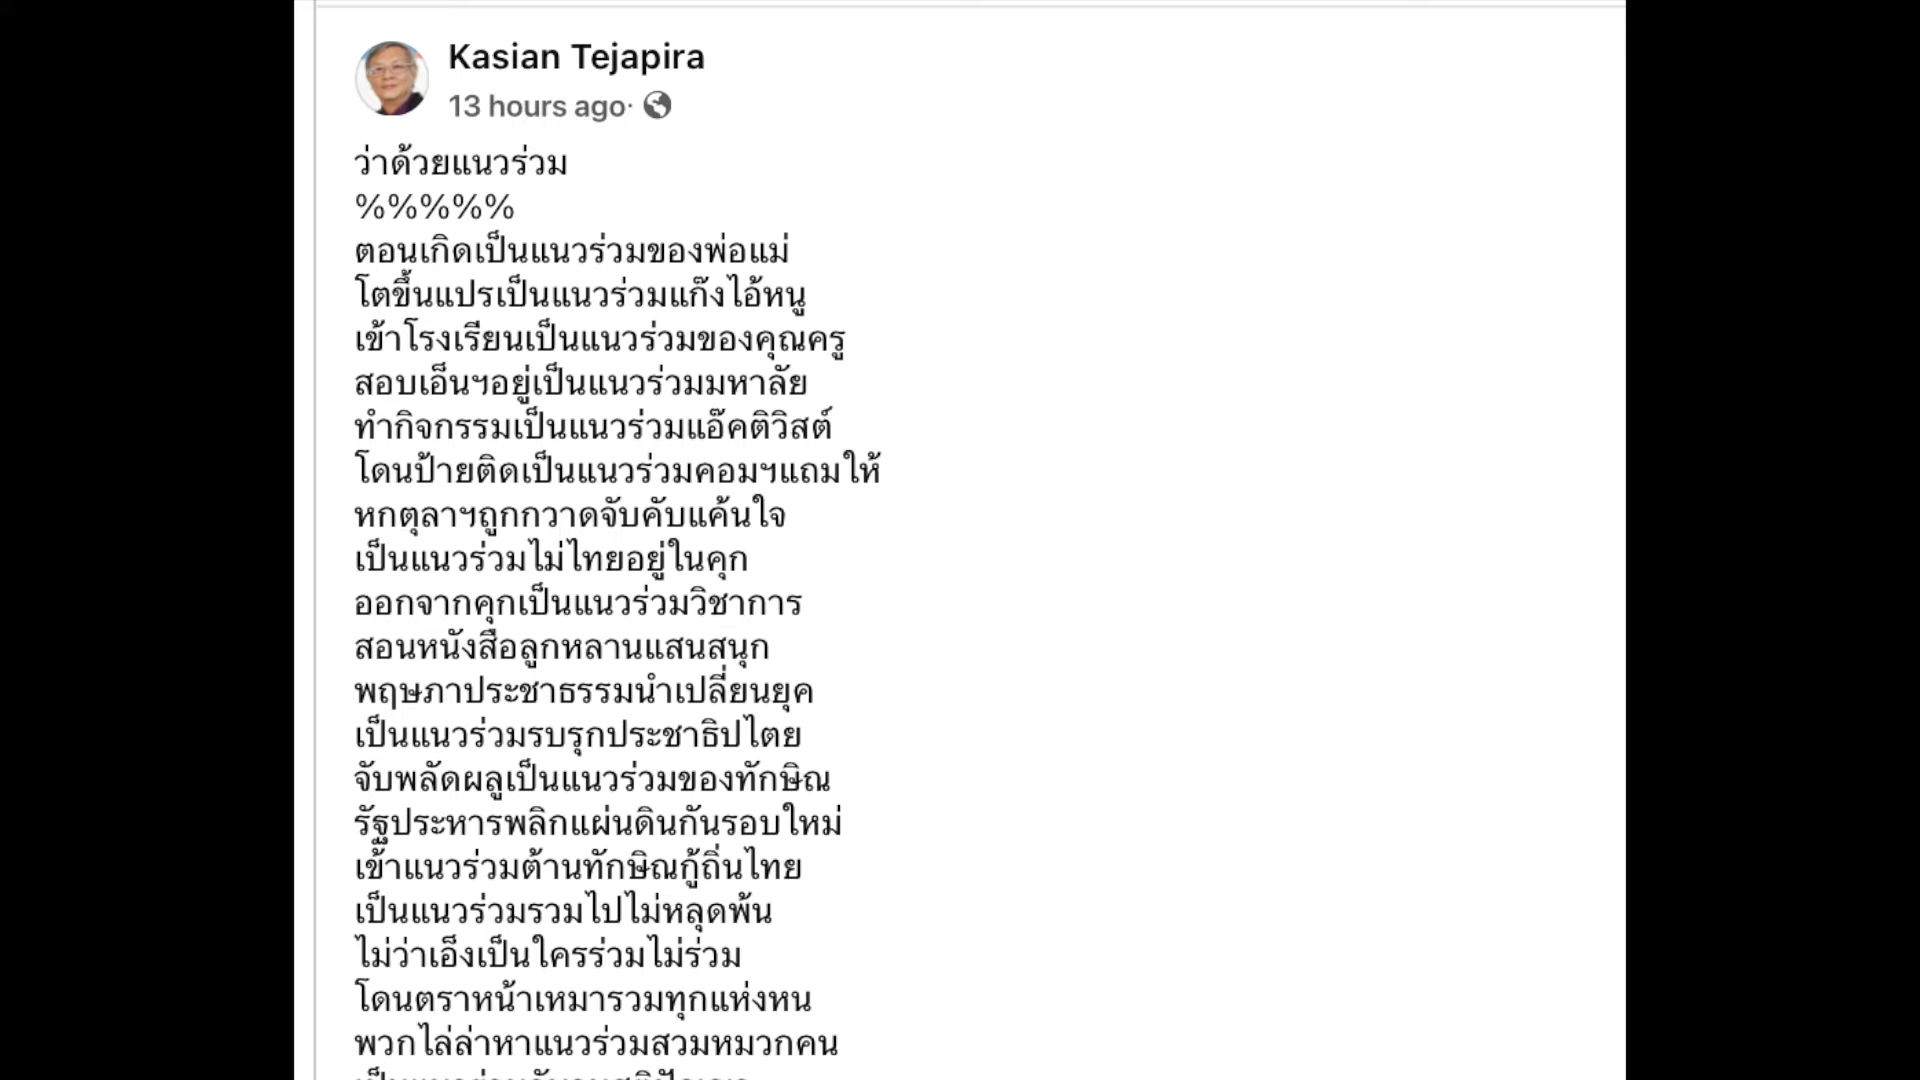 Kasian Tejapira
13 hours ago·
ว่าด้วยแนวร่วม
%%%%%
ตอนเกิดเป็นแนวร่วมของพ่อแม่
โตขึ้นแปรเป็นแนวร่วมแก๊งไอ้หนู
เข้าโรงเรียนเป็นแนวร่วมของคุณครู
สอบเอ็นฯอยู่เป็นแนวร่วมมหาลัย
ทำกิจกรรมเป็นแนวร่วมแอ๊คติวิสต์
โดนป้ายติดเป็นแนวร่วมคอมฯแถมให้
หกตุลาฯถูกกวาดจับคับแค้นใจ
เป็นแนวร่วมไม่ไทยอยู่ในคุก
ออกจากคุกเป็นแนวร่วมวิชาการ
สอนหนังสือลูกหลานแสนสนุก
พฤษภาประชาธรรมนำเปลี่ยนยุค
เป็นแนวร่วมรบรุกประชาธิปไตย
จับพลัดผลูเป็นแนวร่วมของทักษิณ
รัฐประหารพลิกแผ่นดินกันรอบใหม่
เข้าแนวร่วมต้านทักษิณกู้ถิ่นไทย
เป็นแนวร่วมรวมไปไม่หลุดพ้น
ไม่ว่าเอ็งเป็นใครร่วมไม่ร่วม
โดนตราหน้าเหมารวมทุกแห่งหน
พวกไล่ล่าหาแนวร่วมสวมหมวกคน